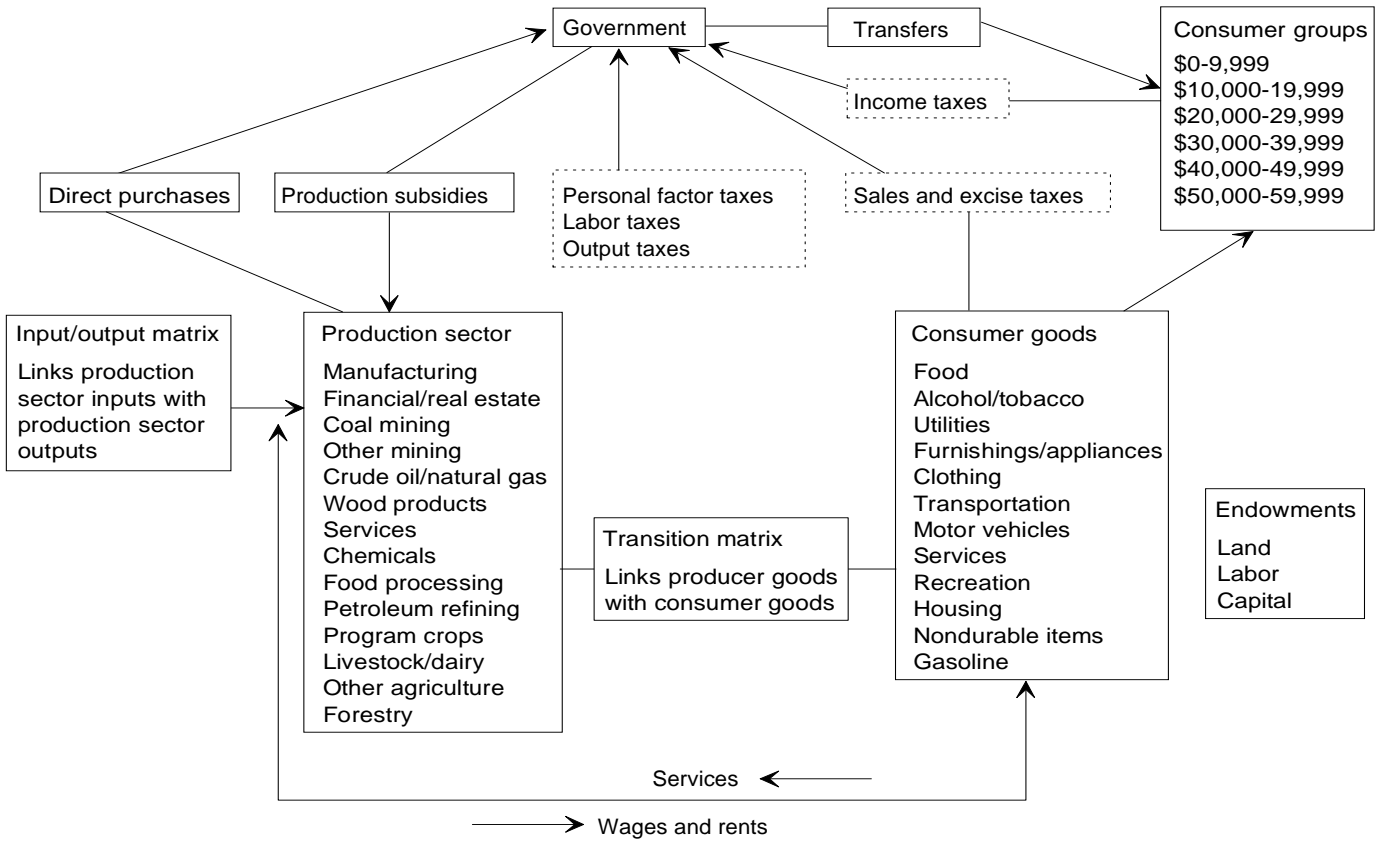 Government
Transfers
Consumer groups
$0-9,999
$10,000-19,999
$20,000-29,999
$30,000-39,999
$40,000-49,999
$50,000-59,999
Income taxes
Direct purchases
Production subsidies
Personal factor taxes
Labor taxes
Output taxes
Sales and excise taxes
Input/output matrix
Links production
sector inputs with
production sector
outputs
Production sector
Manufacturing
Financial/real estate
Coal mining
Other mining
Crude oil/natural gas
Wood products
Services
Chemicals
Food processing
Petroleum refining
Program crops
Livestock/dairy
Other agriculture
Forestry
Transition matrix
Links producer goods
with consumer goods
Consumer goods
Food
Alcohol/tobacco
Utilities
Furnishings/appliances
Clothing
Transportation
Motor vehicles
Services
Recreation
Housing
Nondurable items
Gasoline
Endowments
Land
Labor
Capital
Services
Wages and rents